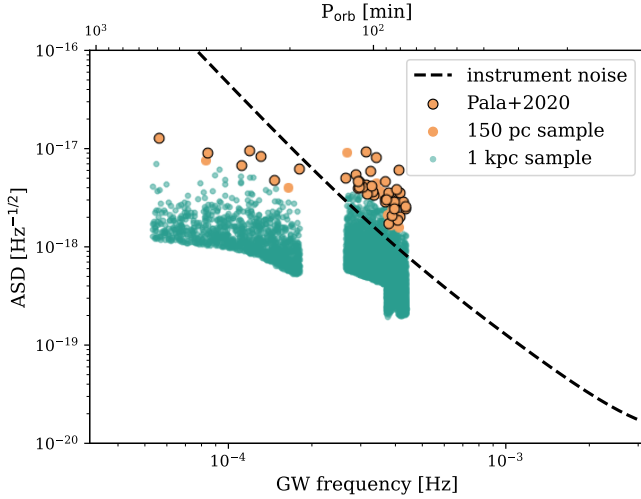 P_orb [min]
10^3 10^2
10^-16
10^-17
10^-18
10^-19
10^-20
ASD [Hz^-1/2]
instrument noise
Pala+2020
150 pc sample
1 kpc sample
10^-4 10^-3
GW frequency [Hz]